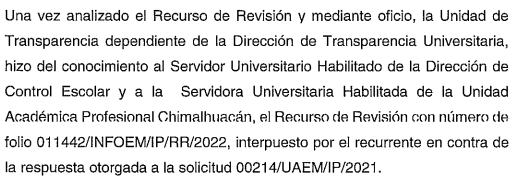 Una vez analizado el Recurso de Revisión y mediante oficio, la Unidad de
Transparencia dependiente de la Dirección de Transparencia Universitaria,
hizo del conocimiento al Servidor Universitario Habilitado de la Dirección de
Control Escolar y a la Servidora Universitaria Habilitada de la Unidad
Académica Profesional Chimalhuacán, el Recurso de Revisión con número de
folio 011442/INFOEM/IP/RR/2022, interpuesto por el recurrente en contra de
la respuesta otorgada a la solicitud 00214/UAEM/IP/2021.